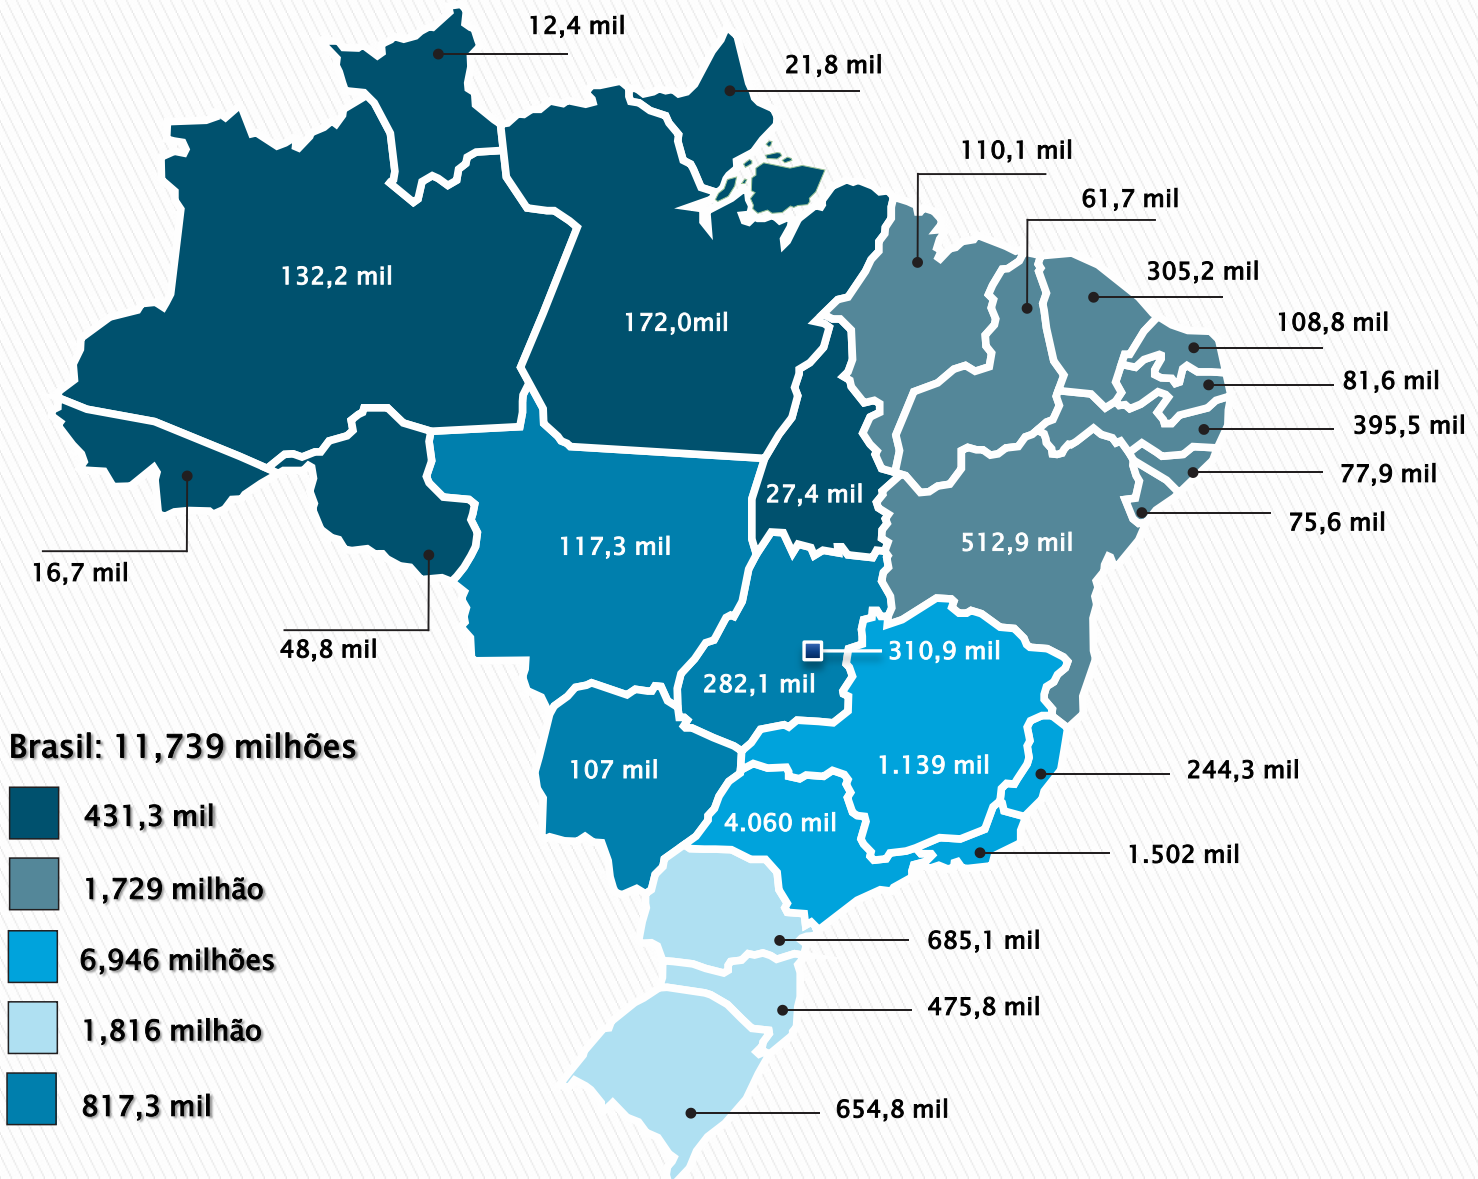 12,4 mil
21,8 mil
110,1 mil
61,7 mil
305,2 mil
132,2 mil
172,0mil
108,8 mil
81,6 mil
395,5 mil
77,9 mil
27,4 mil
75,6 mil
117,3 mil
512,9 mil
16,7 mil
48,8 mil
310,9 mil
282,1 mil
Brasil: 11,739 milhões
107 mil
1.139 mil
244,3 mil
431,3 mil
4.060 mil
1.502 mil
1,729 milhão
685,1 mil
6,946 milhões
475,8 mil
1,816 milhão
817,3 mil
654,8 mil